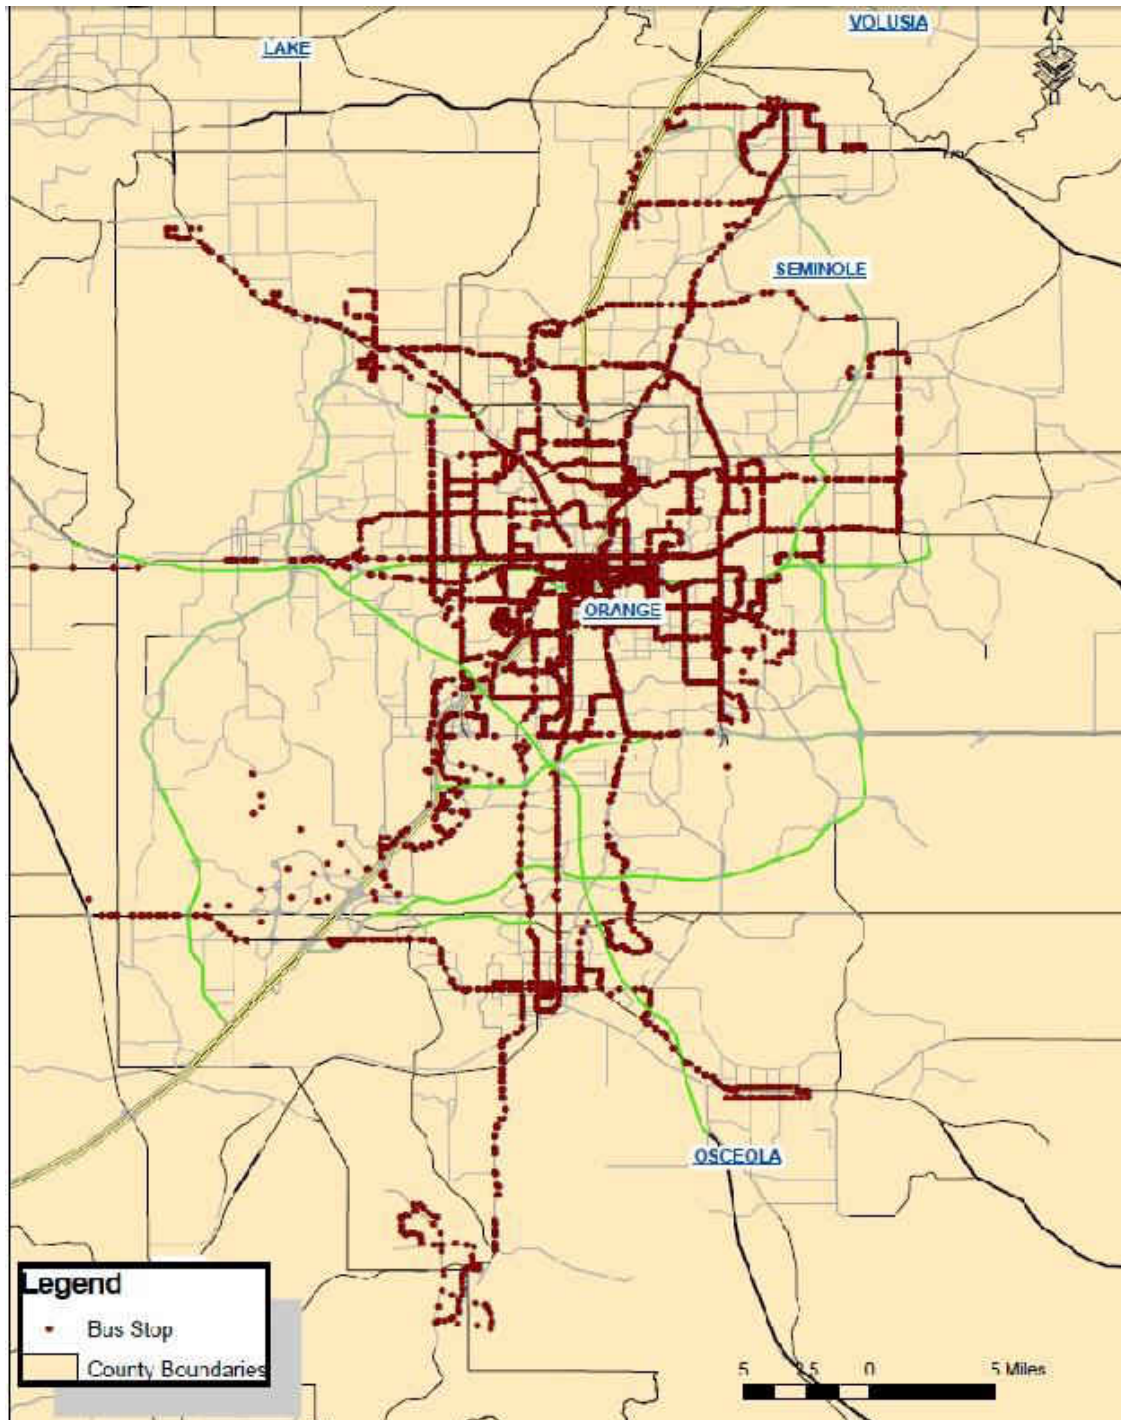 VOLUSIA
LAKE
N
SEMINOLE
ORANGE
OSCEOLA
Legend
Bus Stop
County Boundaries
5 2.5 0 5 Miles